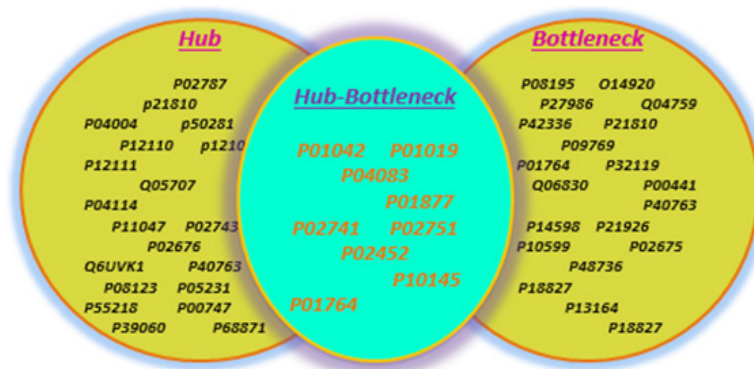 Hub
P02787
p21810
P04004 p50281
P12110 p1210
P12111
Q05707
P04114
P11047 P02743
P02676
Q6UVK1 P40763
P08123 P05231
P55218 P00747
P39060 P68871
Hub-Bottleneck
P01042 P01019
P04083
P01877
P02741 P02751
P02452
P10145
P01764
Bottleneck
P08195 O14920
P27986 Q04759
P42336 P21810
P09769
P01764 P32119
Q06830 P00441
P40763
P14598 P21926
P10599 P02675
P48736
P18827
P13164
P18827